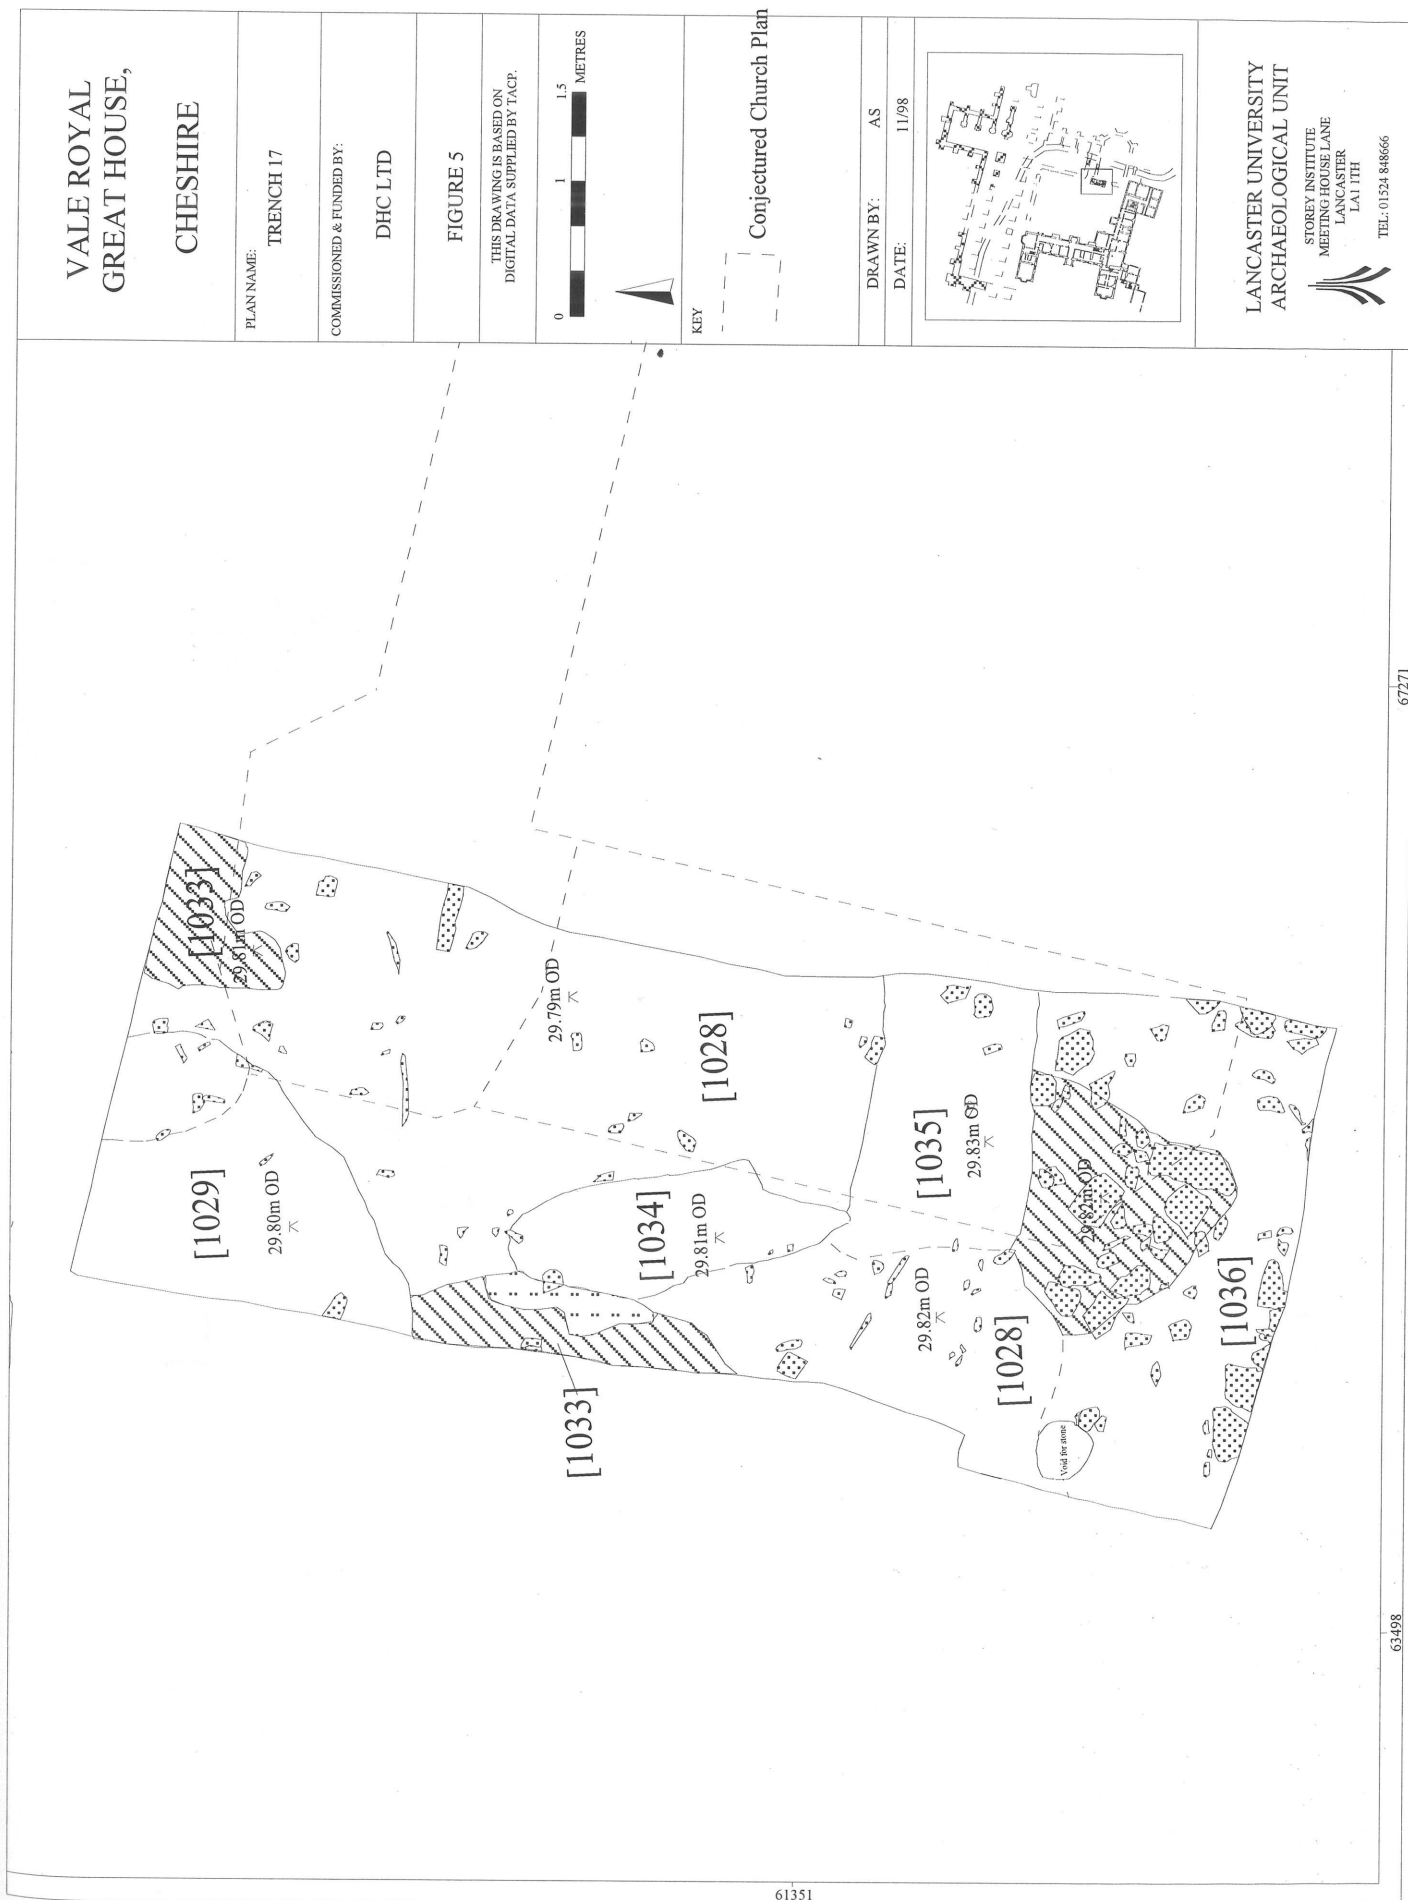 VALE ROYAL
GREAT HOUSE,
CHESHIRE
PLAN NAME:
TRENCH 17
COMMISSIONED & FUNDED BY:
DHC LTD
FIGURE 5
THIS DRAWING IS BASED ON
DIGITAL DATA SUPPLIED BY TACP.
0 1 1.5 METRES
KEY
Conjectured Church Plan
DRAWN BY: AS
DATE: 11/98
LANCASTER UNIVERSITY
ARCHAEOLOGICAL UNIT
STOREY INSTITUTE
MEETING HOUSE LANE
LANCASTER
LA1 1TH
TEL: 01524 848666
[1033]
29.81m OD
[1029]
29.80m OD
29.79m OD
[1028]
[1034]
29.81m OD
[1033]
[1035]
29.83m OD
29.82m OD
[1028]
29.82m OD
[1036]
Void for stone
67271
63498
61351